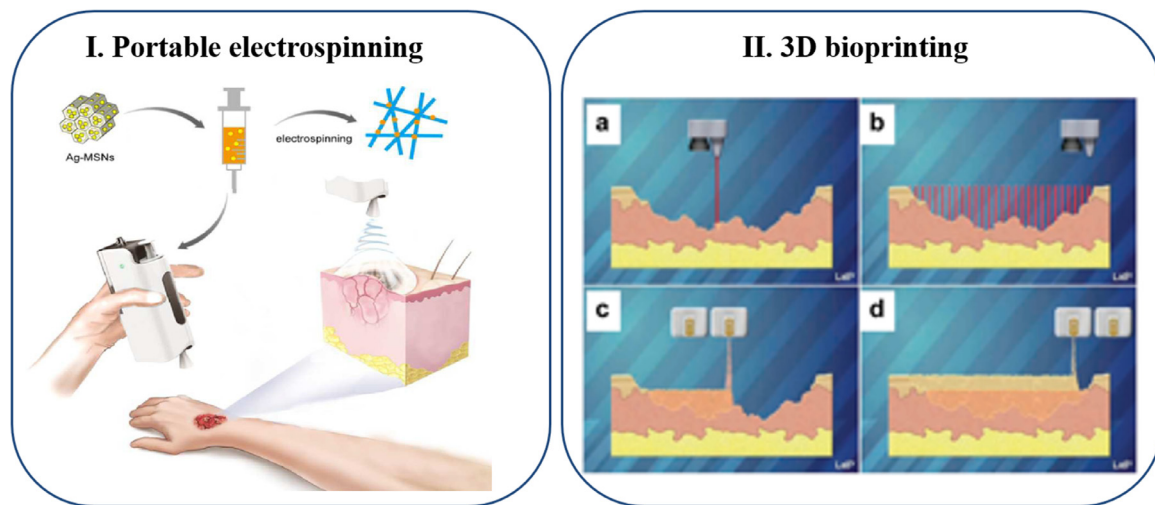 I. Portable electrospinning
Ag-MSNs
electrospinning
II. 3D bioprinting
a
b
c
d